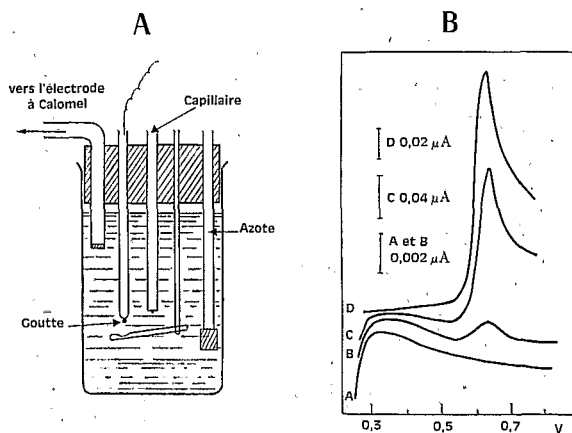 A
vers l'électrode
à Calomel
Capillaire
Azote
Goutte
B
D 0,02 µA
C 0,04 µA
A et B
0,002 µA
D
C
B
A
0,3
0,5
0,7
V